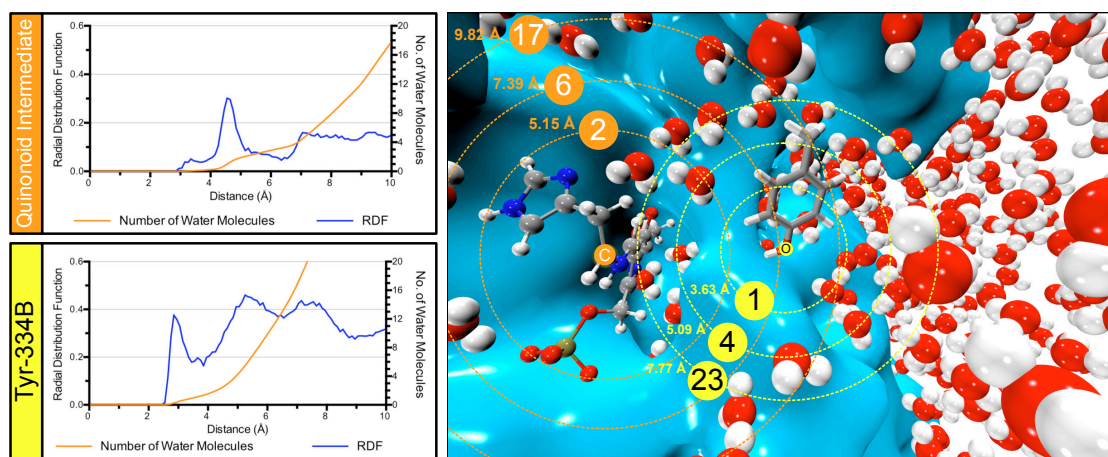 Quinonoid Intermediate
Radial Distribution Function
0.6
0.4
0.2
0.0
20
16
12
8
4
0
No. of Water Molecules
0 2 4 6 8 10
Distance (Å)
Number of Water Molecules RDF
Tyr-334B
Radial Distribution Function
0.6
0.4
0.2
0.0
20
16
12
8
4
0
No. of Water Molecules
0 2 4 6 8 10
Distance (Å)
Number of Water Molecules RDF
9.82 Å 17
7.39 Å 6
5.15 Å 2
C
O
3.63 Å 1
5.09 Å 4
7.77 Å 23